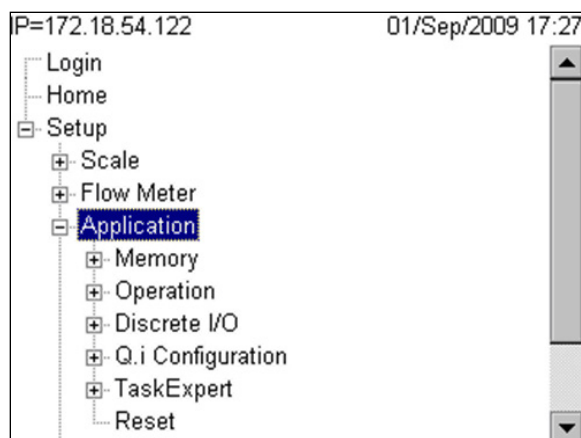 IP=172.18.54.122 01/Sep/2009 17:27
Login
Home
Setup
Scale
Flow Meter
Application
Memory
Operation
Discrete I/O
Q.i Configuration
TaskExpert
Reset